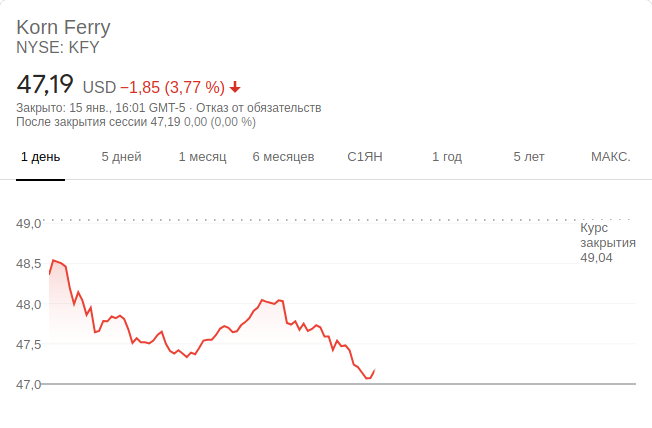 Korn Ferry
NYSE: KFY
47,19 USD −1,85 (3,77 %)
Закрыто: 15 янв., 16:01 GMT-5 · Отказ от обязательств
После закрытия сессии 47,19 0,00 (0,00 %)
1 день 5 дней 1 месяц 6 месяцев С1ЯН 1 год 5 лет МАКС.
49,0
Курс
закрытия
49,04
48,5
48,0
47,5
47,0